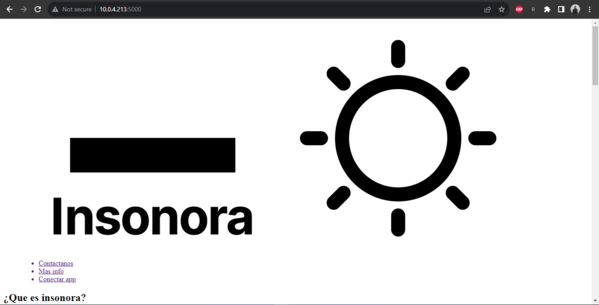 Not secure | 10.0.4.213:5000
Insonora
Contactanos
Mas info
Conectar app
¿Que es insonora?